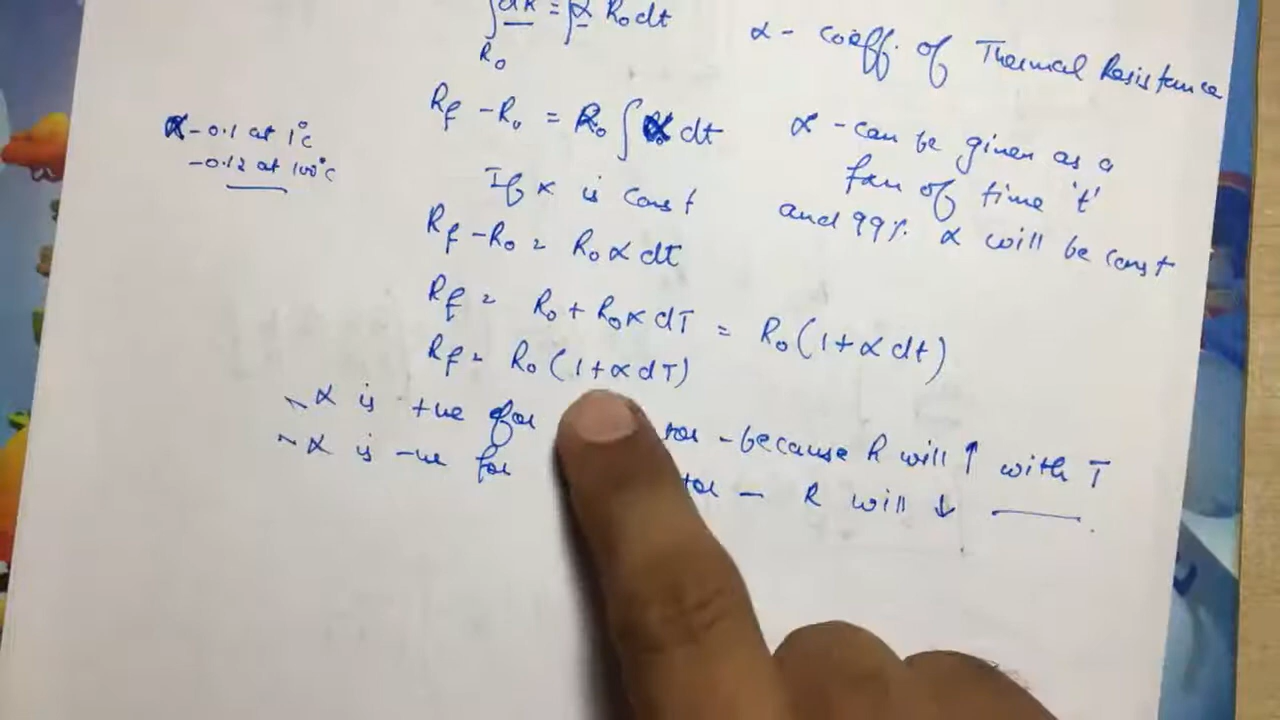 ∫dR = ∫α R₀dt
R₀
α - coeff. of Thermal Resistance
Rf - R₀ = R₀ ∫ α dt
α - 0.1 at 1°C
- 0.12 at 100°C
α - can be given as a
fun of time 't'
and 99% α will be const
If α is const
Rf - R₀ = R₀ α dt
Rf = R₀ + R₀ α dT = R₀ (1 + α dt)
Rf = R₀ (1 + α dT)
α is +ve for tor - because R will ↑ with T
α is -ve for tor - R will ↓ ——.